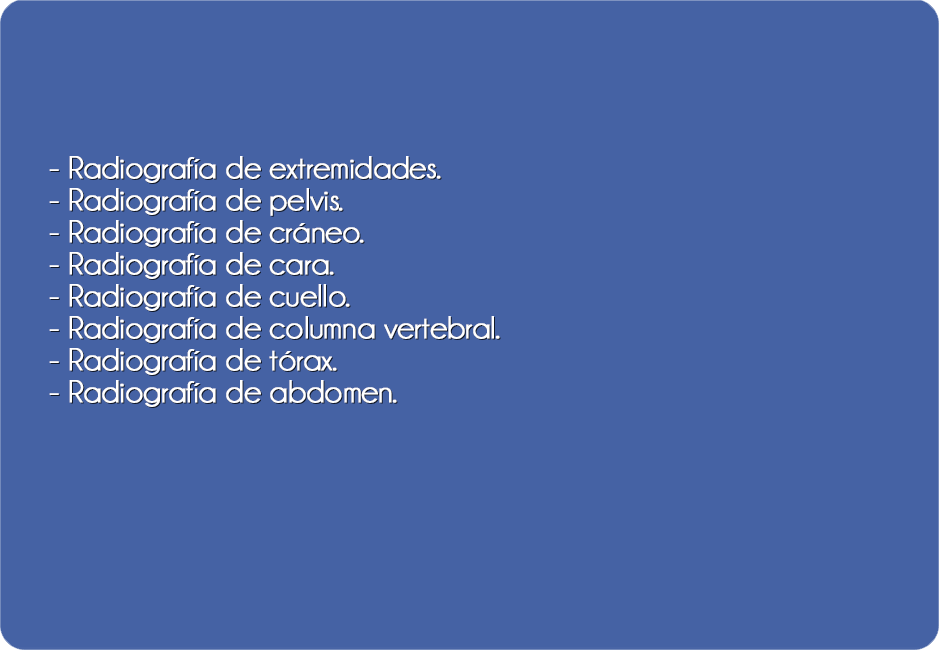 - Radiografía de extremidades.
- Radiografía de pelvis.
- Radiografía de cráneo.
- Radiografía de cara.
- Radiografía de cuello.
- Radiografía de columna vertebral.
- Radiografía de tórax.
- Radiografía de abdomen.